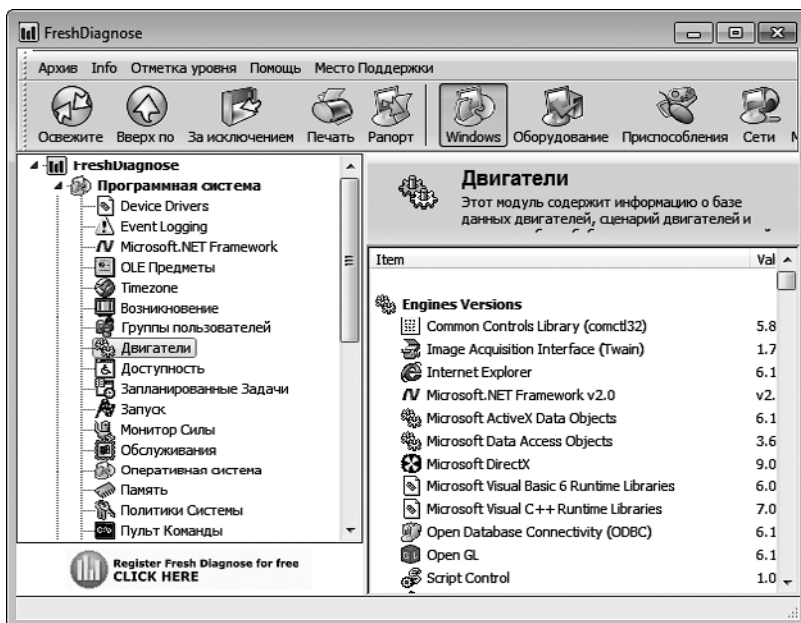 FreshDiagnose
Архив Info Отметка уровня Помощь Место Поддержки
Освежите Вверх по За исключением Печать Рапорт Windows Оборудование Приспособления Сети
FreshDiagnose
Программная система
Device Drivers
Event Logging
Microsoft.NET Framework
OLE Предметы
Timezone
Возникновение
Группы пользователей
Двигатели
Доступность
Запланированные Задачи
Запуск
Монитор Силы
Обслуживания
Оперативная система
Память
Политики Системы
Пульт Команды
Register Fresh Diagnose for free
CLICK HERE
Двигатели
Этот модуль содержит информацию о базе
данных двигателей, сценарий двигателей и
Item Val
Engines Versions
Common Controls Library (comctl32) 5.8
Image Acquisition Interface (Twain) 1.7
Internet Explorer 6.1
Microsoft.NET Framework v2.0 v2.
Microsoft ActiveX Data Objects 6.1
Microsoft Data Access Objects 3.6
Microsoft DirectX 9.0
Microsoft Visual Basic 6 Runtime Libraries 6.0
Microsoft Visual C++ Runtime Libraries 7.0
Open Database Connectivity (ODBC) 6.1
Open GL 6.1
Script Control 1.0